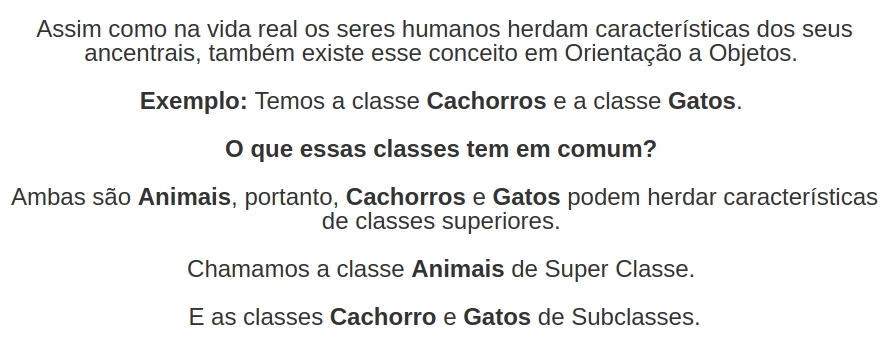 Assim como na vida real os seres humanos herdam características dos seus
ancentrais, também existe esse conceito em Orientação a Objetos.
Exemplo: Temos a classe Cachorros e a classe Gatos.
O que essas classes tem em comum?
Ambas são Animais, portanto, Cachorros e Gatos podem herdar características
de classes superiores.
Chamamos a classe Animais de Super Classe.
E as classes Cachorro e Gatos de Subclasses.